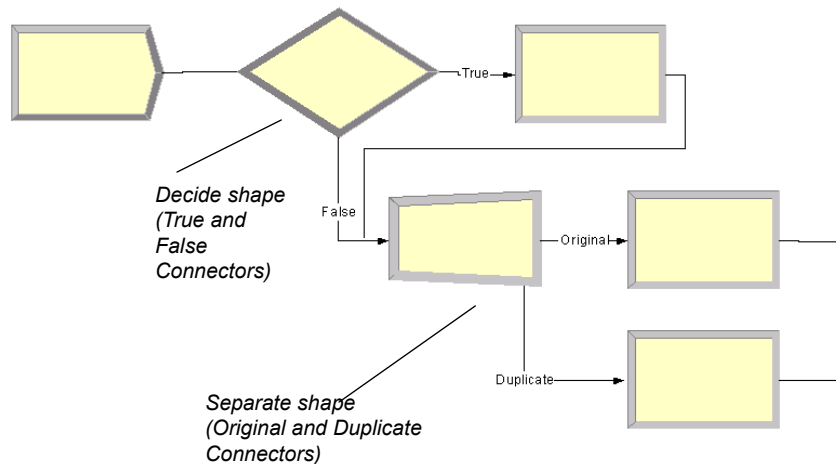 True
Decide shape
(True and
False
Connectors)
False
Original
Duplicate
Separate shape
(Original and Duplicate
Connectors)